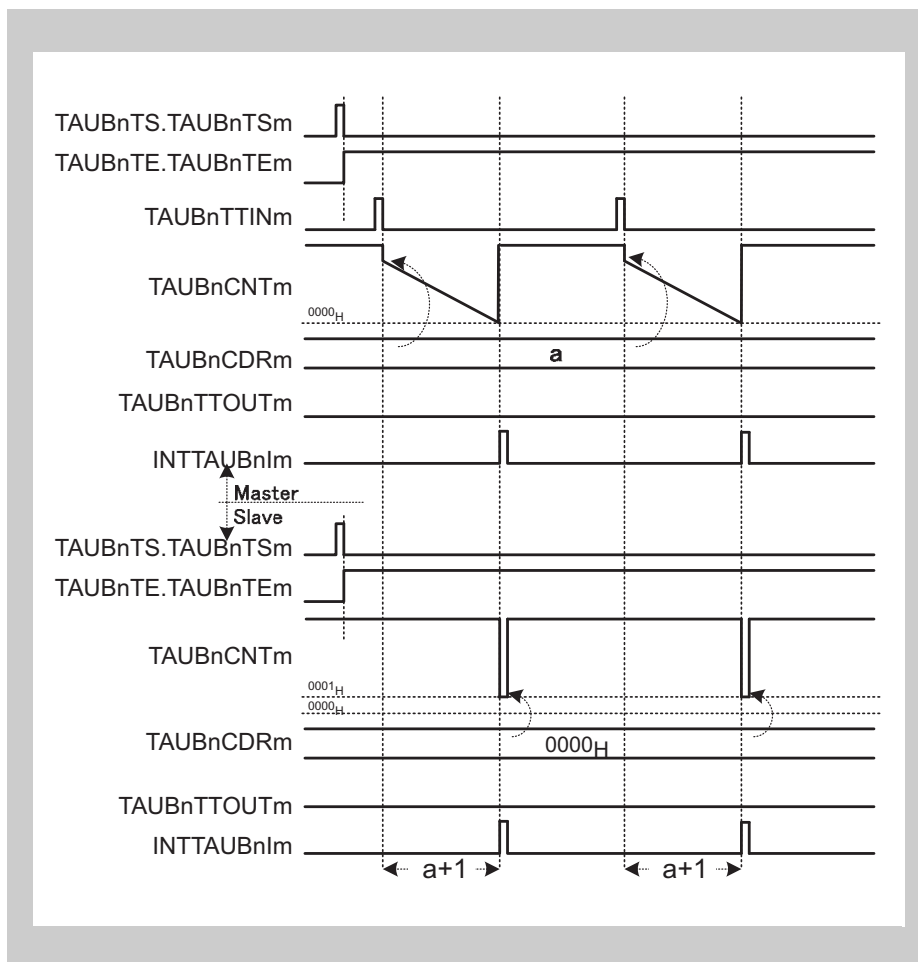 TAUBnTS.TAUBnTSm
TAUBnTE.TAUBnTEm
TAUBnTTINm
TAUBnCNTm
0000H
TAUBnCDRm
a
TAUBnTTOUTm
INTTAUBnIm
Master
Slave
TAUBnTS.TAUBnTSm
TAUBnTE.TAUBnTEm
TAUBnCNTm
0001H
0000H
TAUBnCDRm
0000H
TAUBnTTOUTm
INTTAUBnIm
a+1
a+1